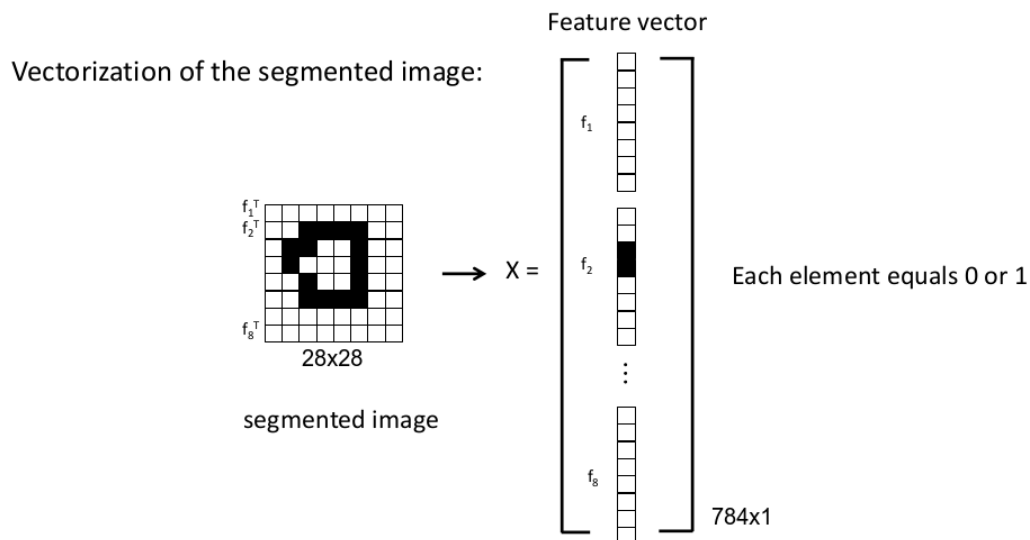 Feature vector
Vectorization of the segmented image:
f₁
f₁ᵀ
f₂ᵀ
X =
f₂
Each element equals 0 or 1
f₈ᵀ
28x28
⋮
segmented image
f₈
784x1